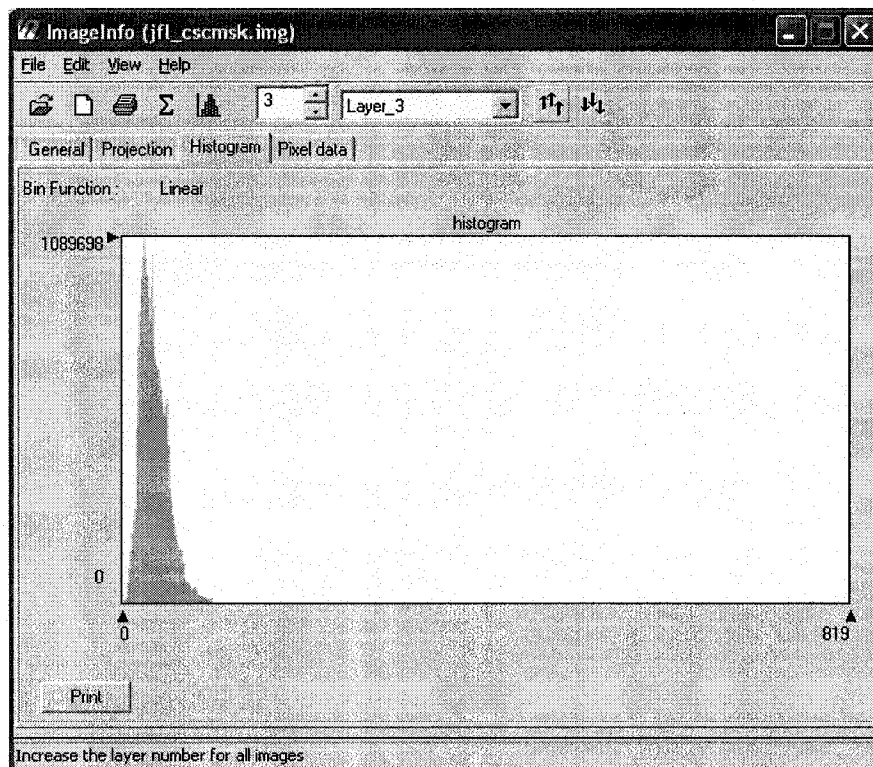 ImageInfo (jfl_cscmsk.img)
File Edit View Help
Σ 3 Layer_3
General Projection Histogram Pixel data
Bin Function : Linear
histogram
1089698
0
0 819
Print
Increase the layer number for all images